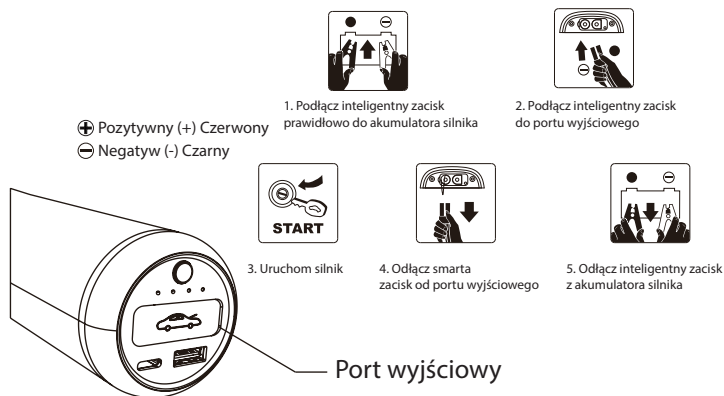 1. Podłącz inteligentny zacisk
prawidłowo do akumulatora silnika
2. Podłącz inteligentny zacisk
do portu wyjściowego
⊕ Pozytywny (+) Czerwony
⊖ Negatyw (-) Czarny
START
3. Uruchom silnik
4. Odłącz smarta
zacisk od portu wyjściowego
5. Odłącz inteligentny zacisk
z akumulatora silnika
Port wyjściowy